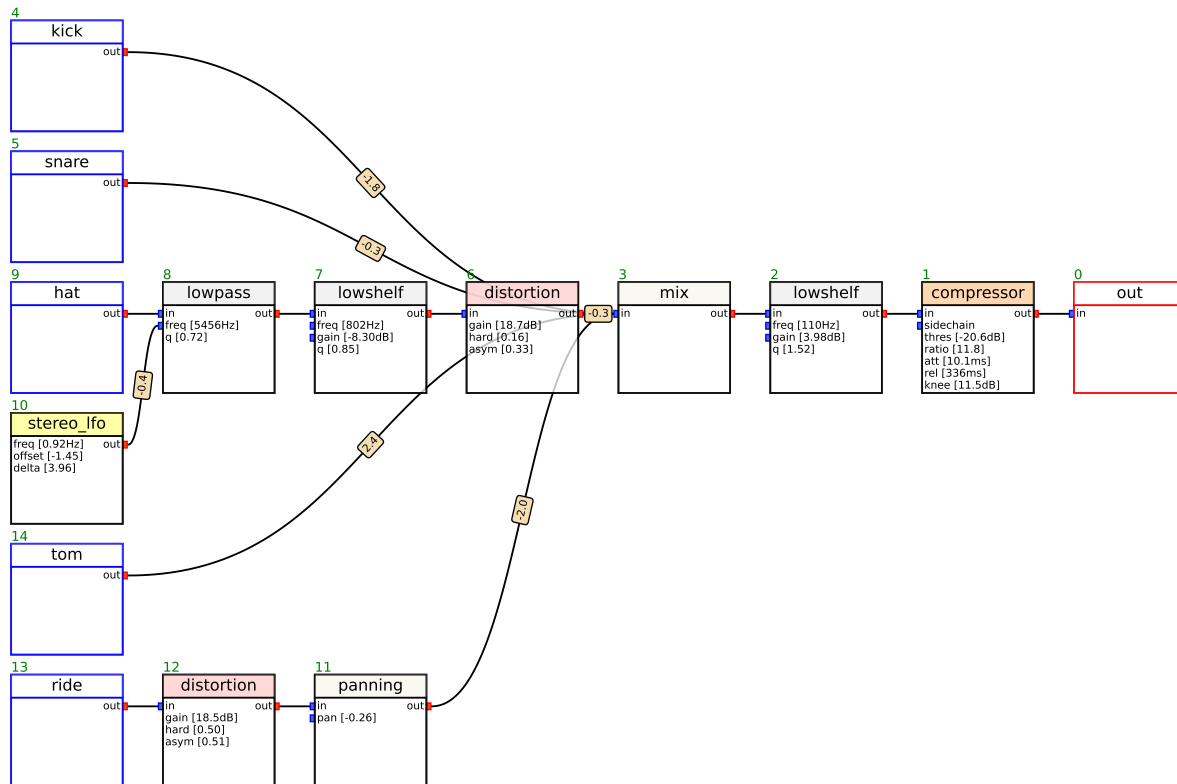 4
kick
out
-1.8
5
snare
out
-0.3
9
hat
out
8
lowpass
in out
freq [5456Hz]
q [0.72]
7
lowshelf
in out
freq [802Hz]
gain [-8.30dB]
q [0.85]
6
distortion
in out
gain [18.7dB]
hard [0.16]
asym [0.33]
-0.3
3
mix
in out
2
lowshelf
in out
freq [110Hz]
gain [3.98dB]
q [1.52]
1
compressor
in out
sidechain
thres [-20.6dB]
ratio [11.8]
att [10.1ms]
rel [336ms]
knee [11.5dB]
0
out
in
-0.4
10
stereo_lfo
freq [0.92Hz] out
offset [-1.45]
delta [3.96]
2.4
-2.0
14
tom
out
13
ride
out
12
distortion
in out
gain [18.5dB]
hard [0.50]
asym [0.51]
11
panning
in out
pan [-0.26]